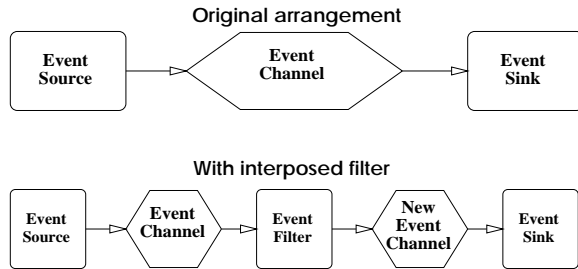 Original arrangement
Event
Source
Event
Channel
Event
Sink
With interposed filter
Event
Source
Event
Channel
Event
Filter
New
Event
Channel
Event
Sink